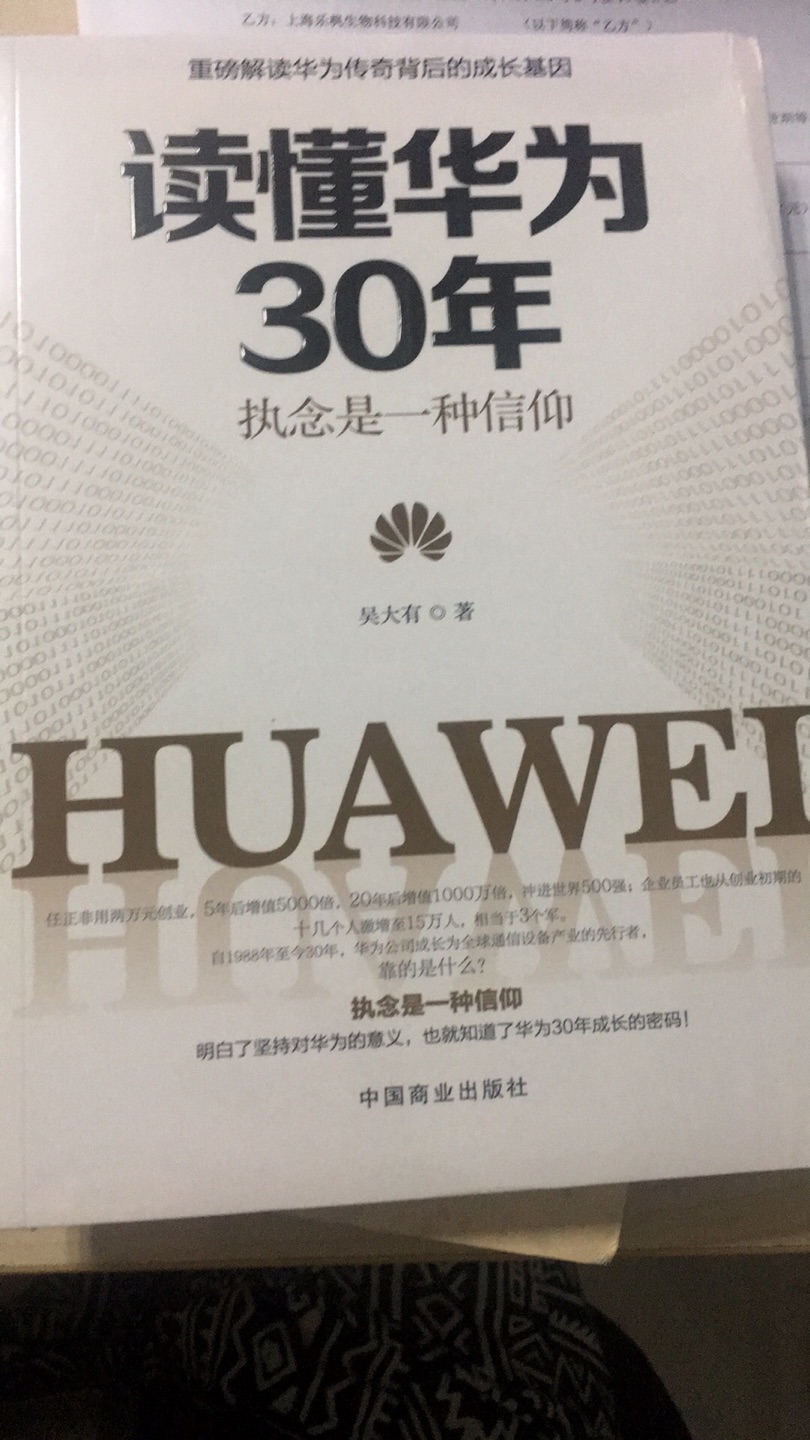 乙方：上海乐枫生物科技有限公司 （以下简称“乙方”）
重磅解读华为传奇背后的成长基因
读懂华为
30年
执念是一种信仰
吴大有 ◎ 著
HUAWEI
任正非用两万元创业，5年后增值5000倍，20年后增值1000万倍，冲进世界500强；企业员工也从创业初期的
十几个人激增至15万人，相当于3个军。
自1988年至今30年，华为公司成长为全球通信设备产业的先行者，
靠的是什么？
执念是一种信仰
明白了坚持对华为的意义，也就知道了华为30年成长的密码！
中国商业出版社